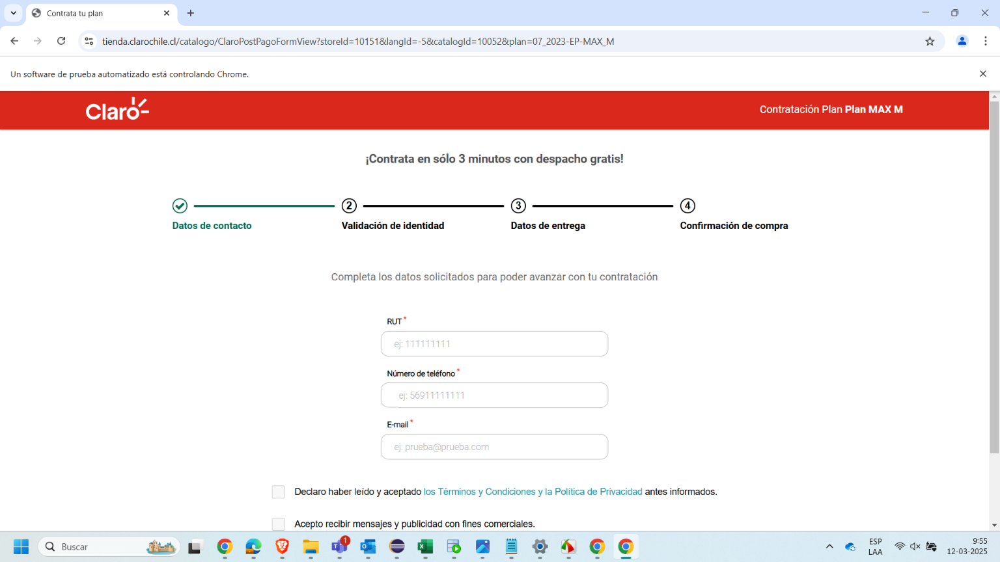 Contrata tu plan
tienda.clarochile.cl/catalogo/ClaroPostPagoFormView?storeId=10151&langId=-5&catalogId=10052&plan=07_2023-EP-MAX_M
Un software de prueba automatizado está controlando Chrome.
Claro
Contratación Plan Plan MAX M
¡Contrata en sólo 3 minutos con despacho gratis!
2 3 4
Datos de contacto Validación de identidad Datos de entrega Confirmación de compra
Completa los datos solicitados para poder avanzar con tu contratación
RUT *
ej: 111111111
Número de teléfono *
ej: 56911111111
E-mail *
ej: prueba@prueba.com
Declaro haber leído y aceptado los Términos y Condiciones y la Política de Privacidad antes informados.
Acepto recibir mensajes y publicidad con fines comerciales.
Buscar
1
ESP
LAA
9:55
12-03-2025